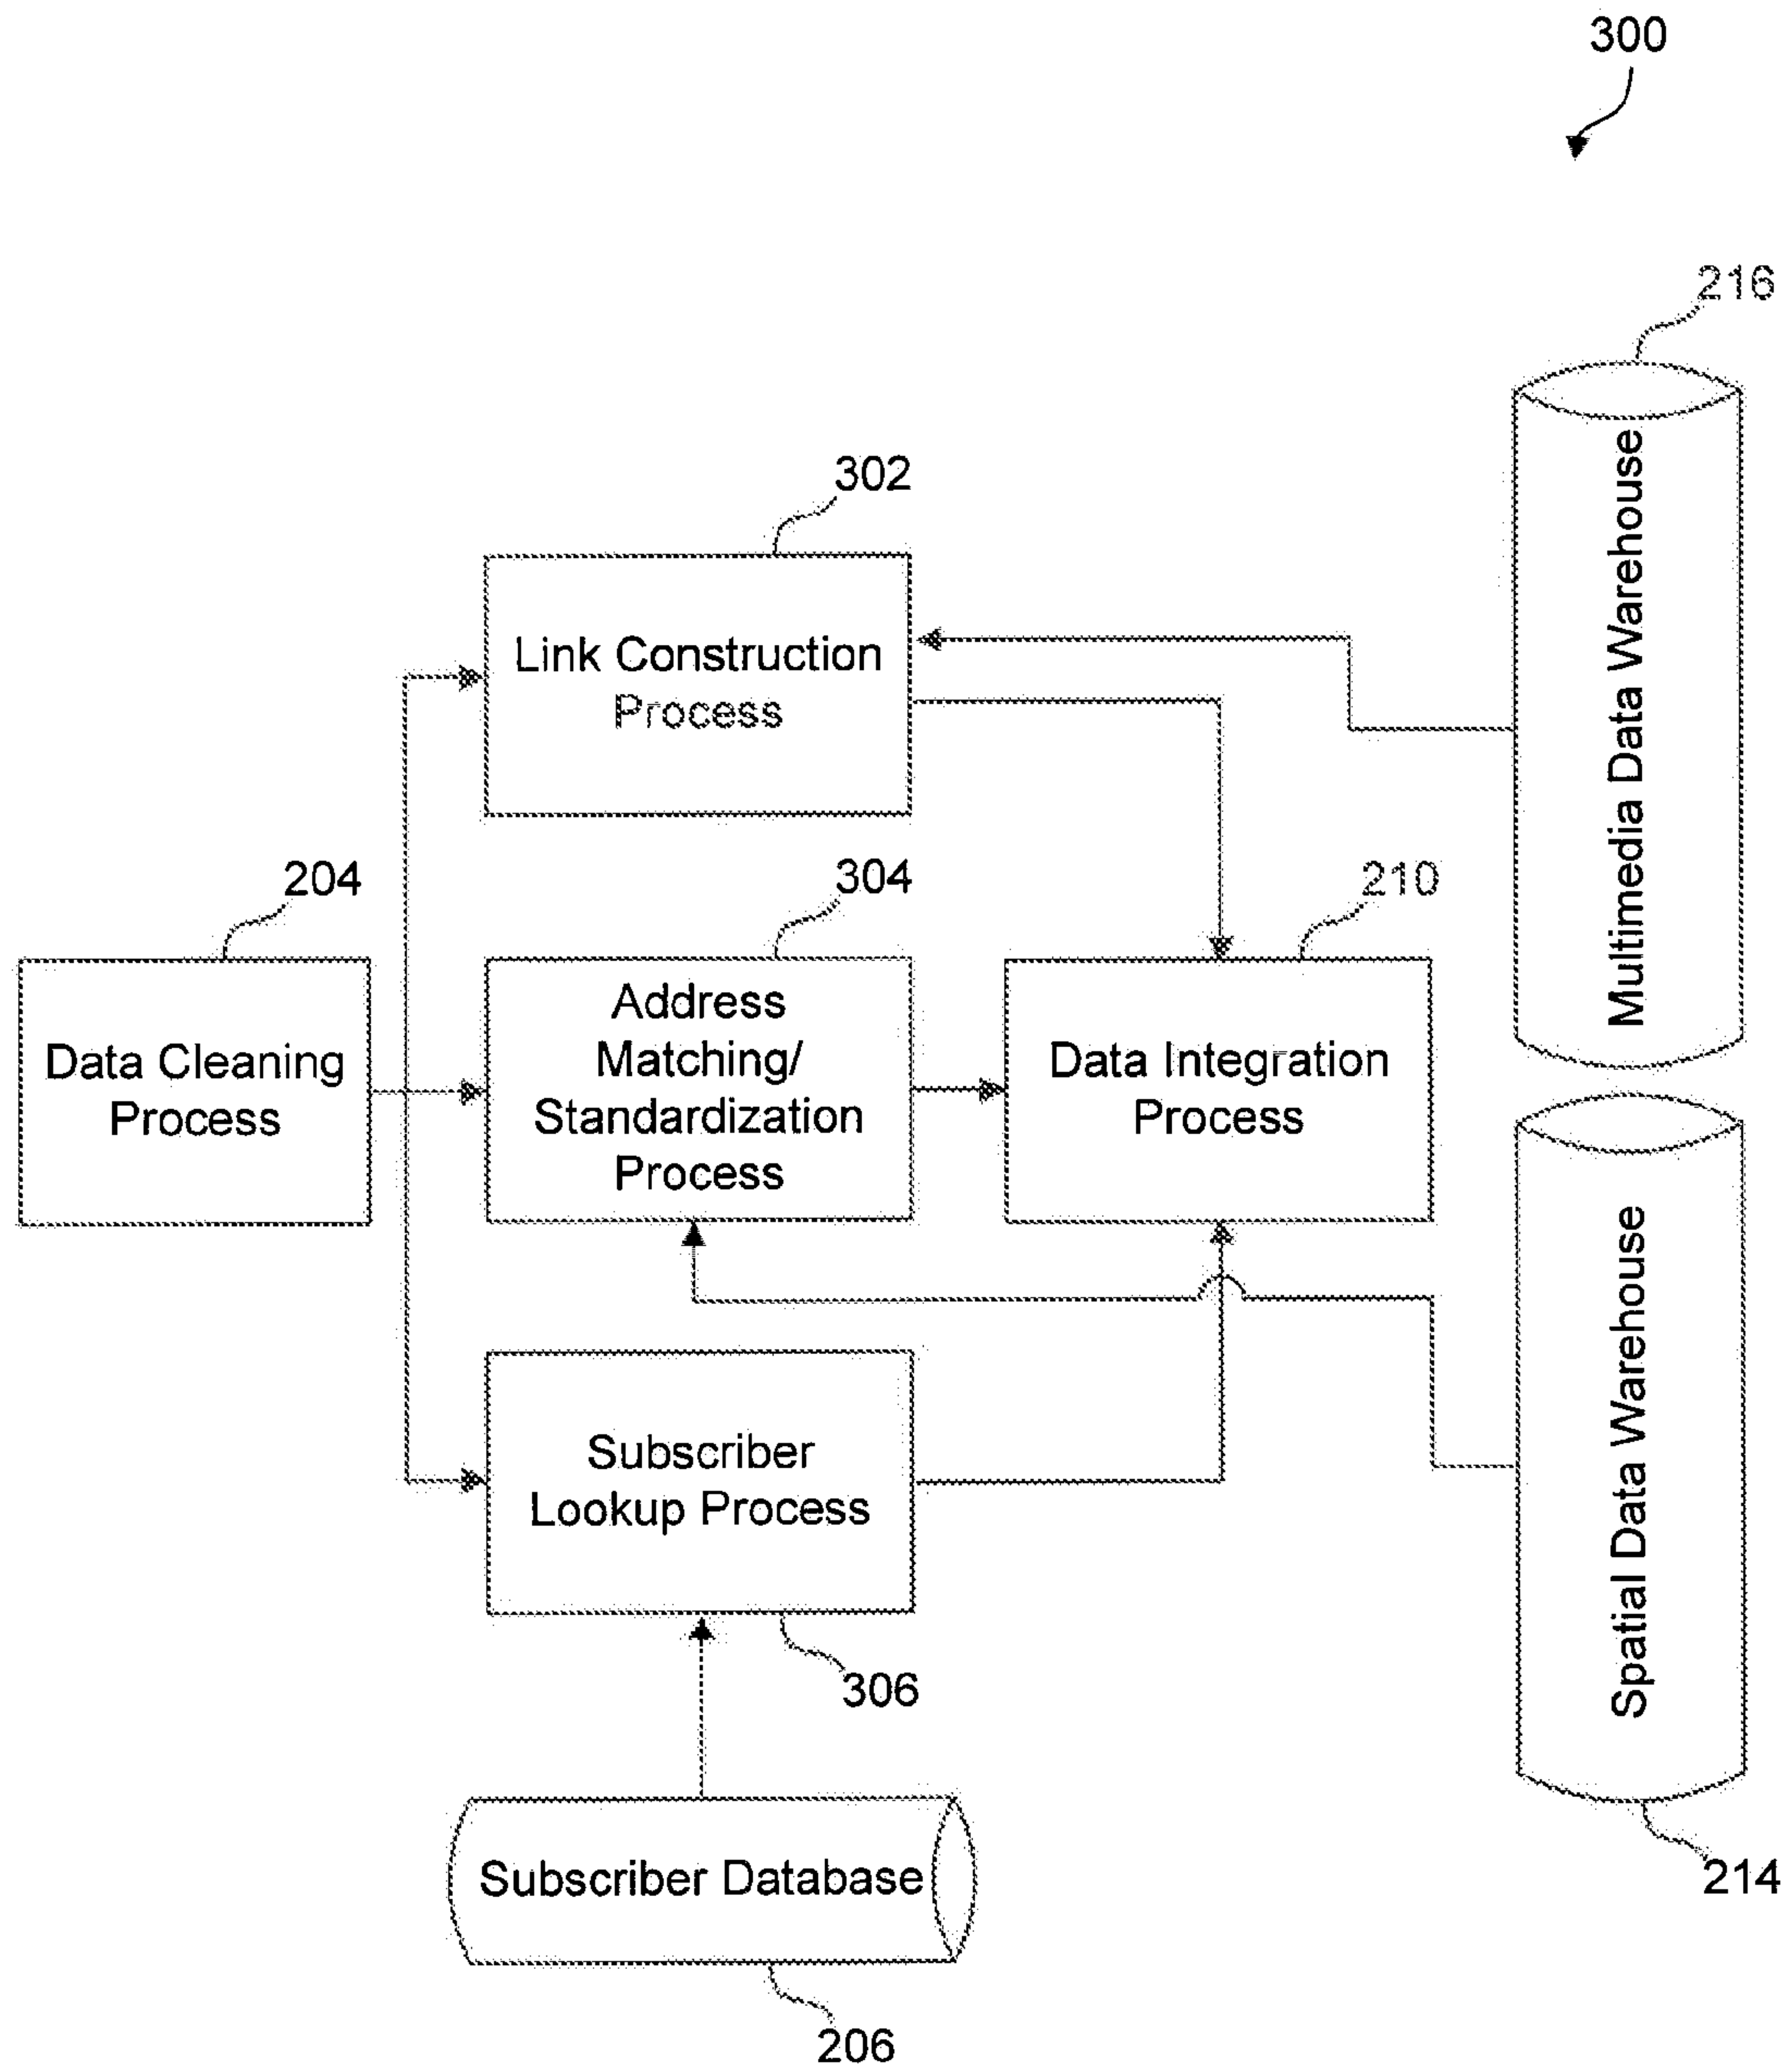 300
216
Multimedia Data Warehouse
302
Link Construction
Process
204
304
210
Data Cleaning
Process
Address
Matching/
Standardization
Process
Data Integration
Process
Subscriber
Lookup Process
306
Spatial Data Warehouse
214
Subscriber Database
206